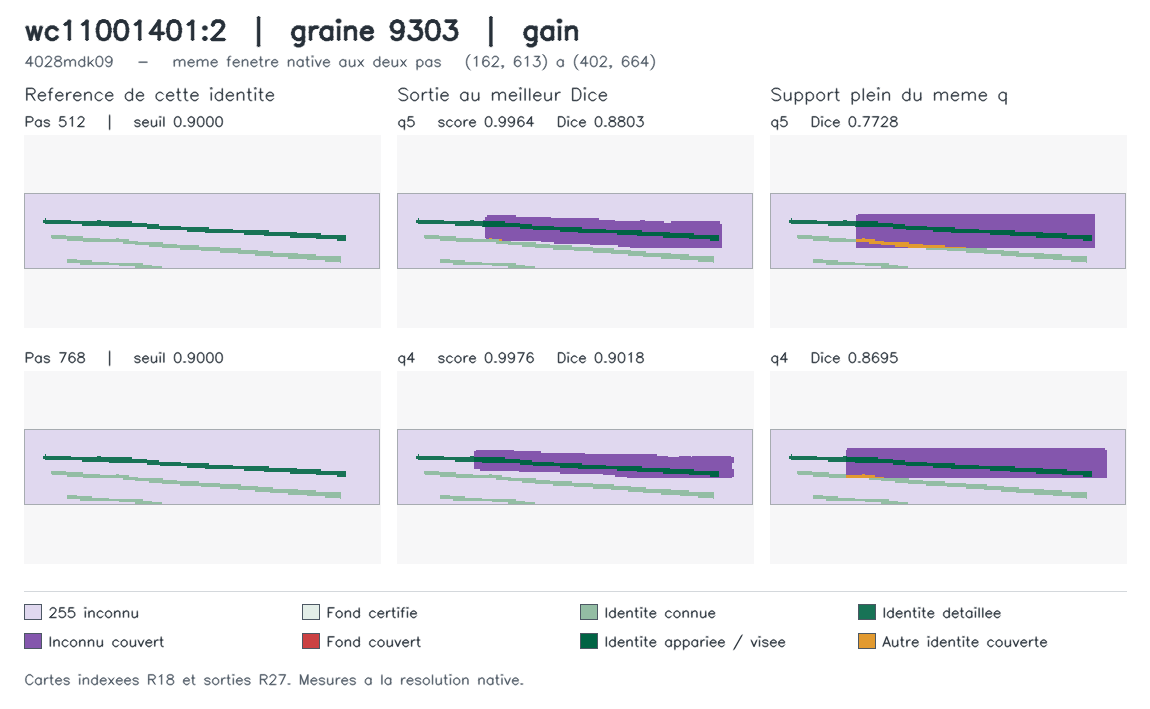 wc11001401:2 | graine 9303 | gain
4028mdk09 — meme fenetre native aux deux pas (162, 613) a (402, 664)
Reference de cette identite
Sortie au meilleur Dice
Support plein du meme q
Pas 512 | seuil 0.9000
q5 score 0.9964 Dice 0.8803
q5 Dice 0.7728
Pas 768 | seuil 0.9000
q4 score 0.9976 Dice 0.9018
q4 Dice 0.8695
255 inconnu
Fond certifie
Identite connue
Identite detaillee
Inconnu couvert
Fond couvert
Identite appariee / visee
Autre identite couverte
Cartes indexees R18 et sorties R27. Mesures a la resolution native.